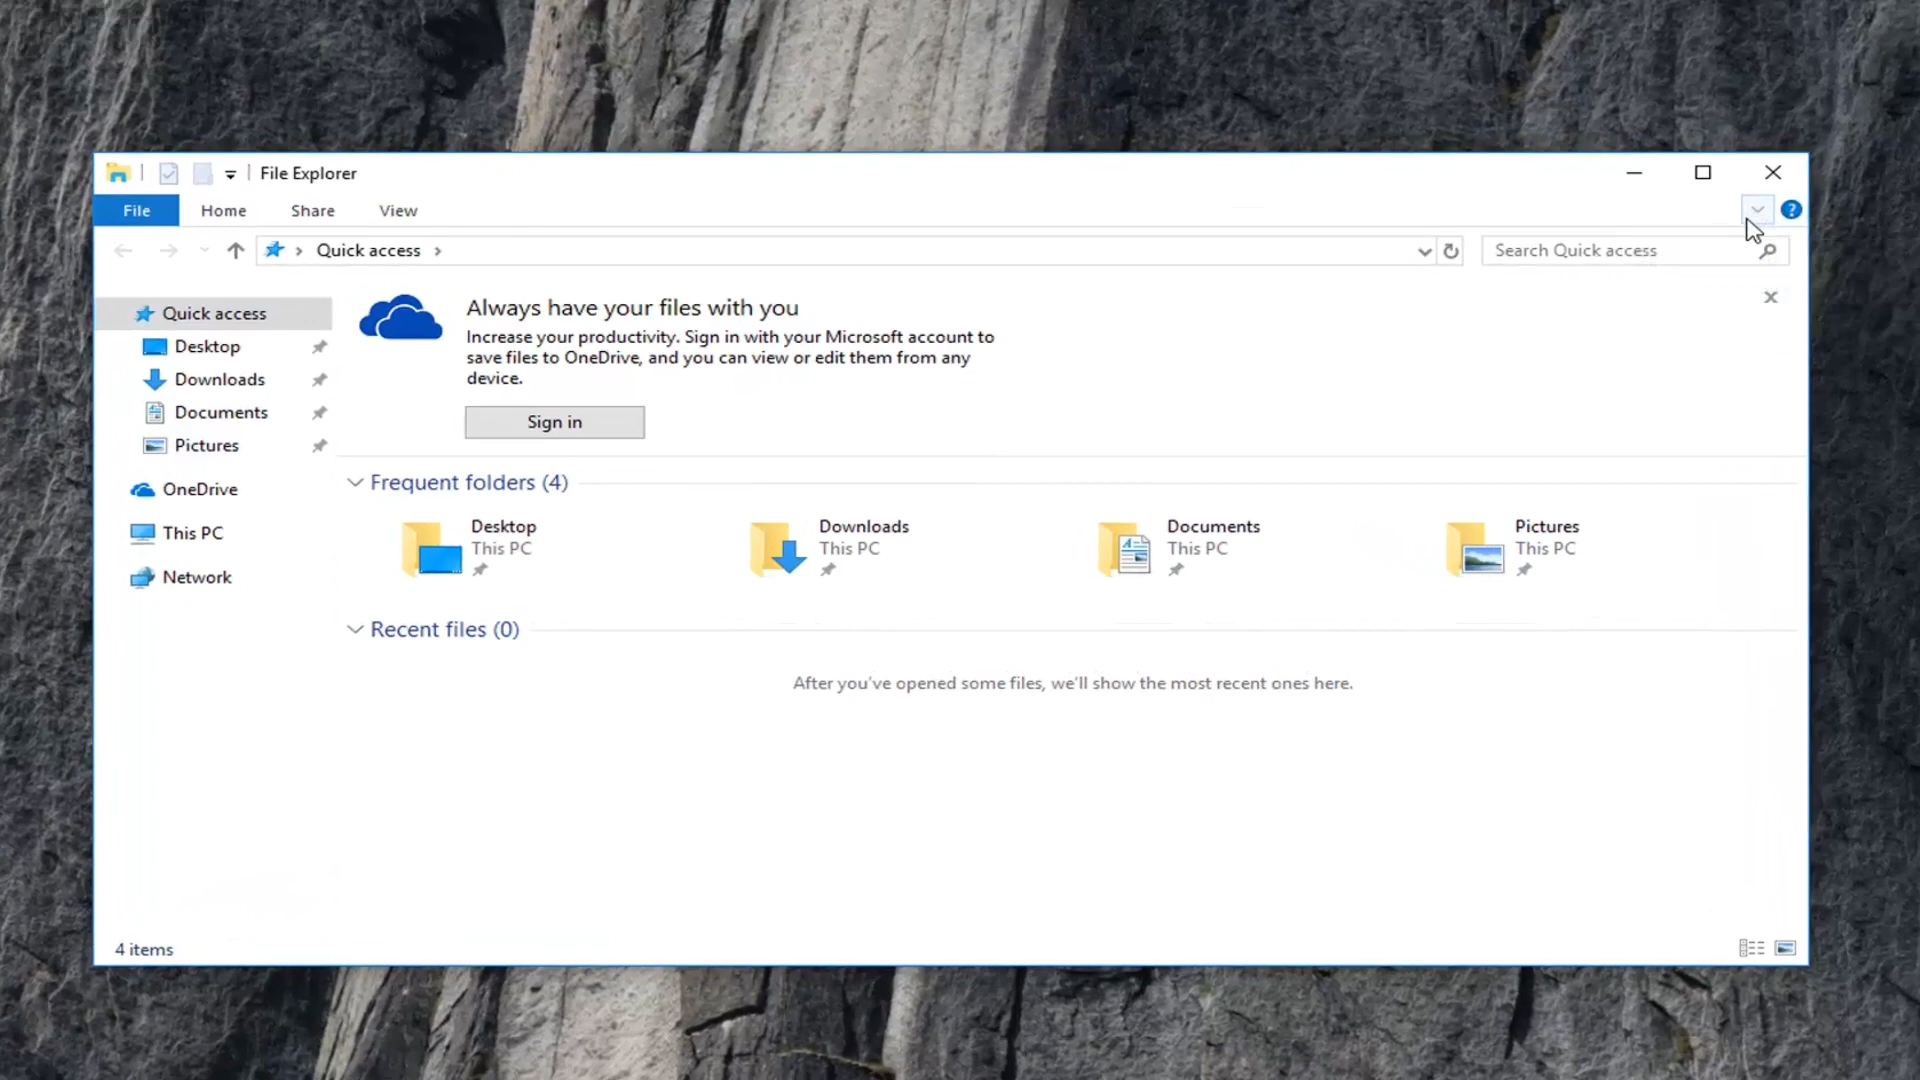 File Explorer
File Home Share View
Quick access
Search Quick access
Quick access
Desktop
Downloads
Documents
Pictures
OneDrive
This PC
Network
Always have your files with you
Increase your productivity. Sign in with your Microsoft account to
save files to OneDrive, and you can view or edit them from any
device.
Sign in
Frequent folders (4)
Desktop
This PC
Downloads
This PC
Documents
This PC
Pictures
This PC
Recent files (0)
After you've opened some files, we'll show the most recent ones here.
4 items